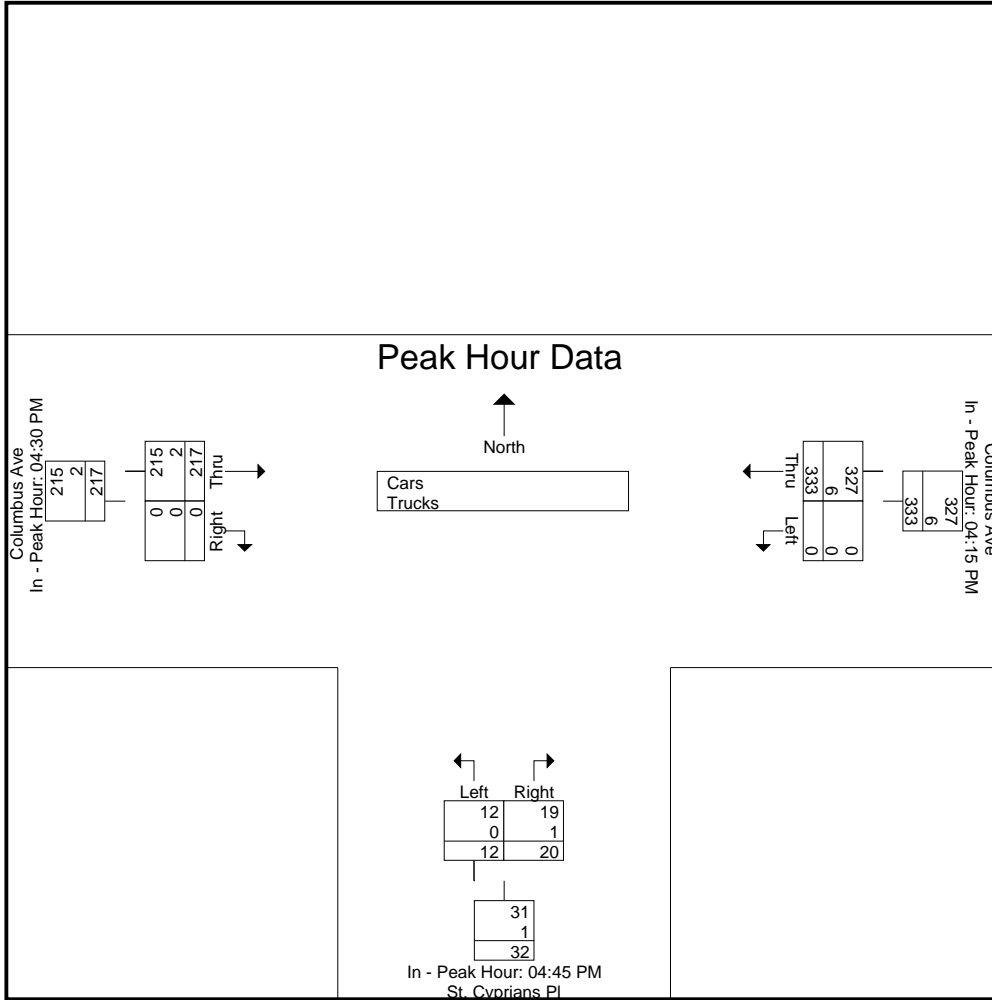 Peak Hour Data
North
Cars
Trucks
Columbus Ave
In - Peak Hour: 04:30 PM
215
2
217
215
2
217
Thru
0
0
0
Right
Columbus Ave
In - Peak Hour: 04:15 PM
327
6
333
327
6
333
Thru
0
0
0
Left
Left Right
12 19
0 1
12 20
31
1
32
In - Peak Hour: 04:45 PM
St. Cyprians Pl